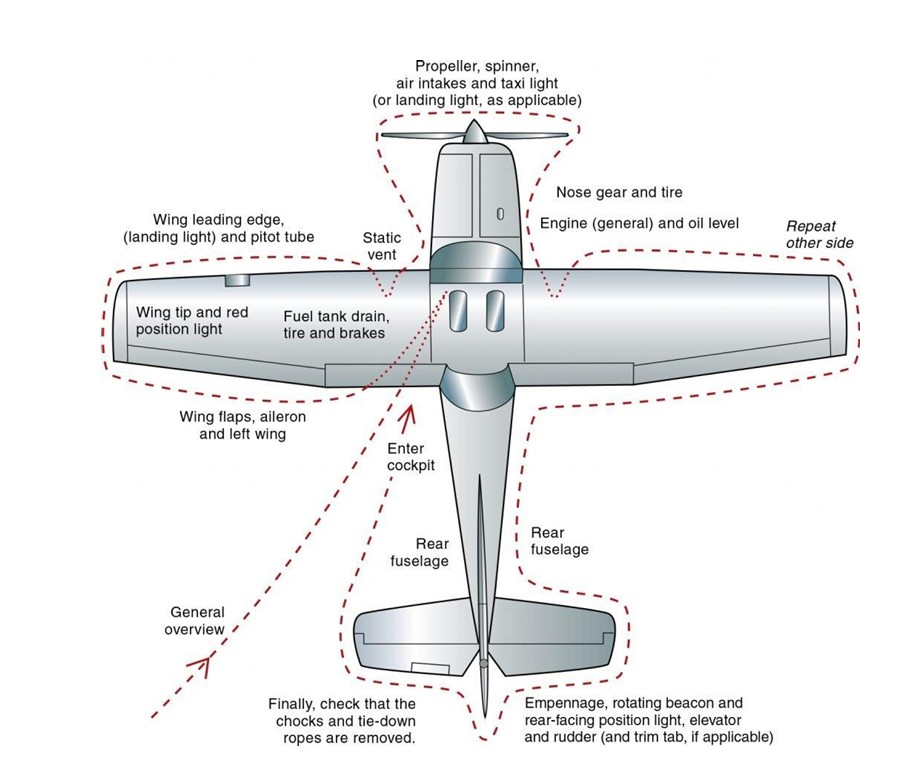 Propeller, spinner,
air intakes and taxi light
(or landing light, as applicable)
Nose gear and tire
Engine (general) and oil level
Repeat
other side
Wing leading edge,
(landing light) and pitot tube
Static
vent
Wing tip and red
position light
Fuel tank drain,
tire and brakes
Wing flaps, aileron
and left wing
Enter
cockpit
Rear
fuselage
Rear
fuselage
General
overview
Finally, check that the
chocks and tie-down
ropes are removed.
Empennage, rotating beacon and
rear-facing position light, elevator
and rudder (and trim tab, if applicable)